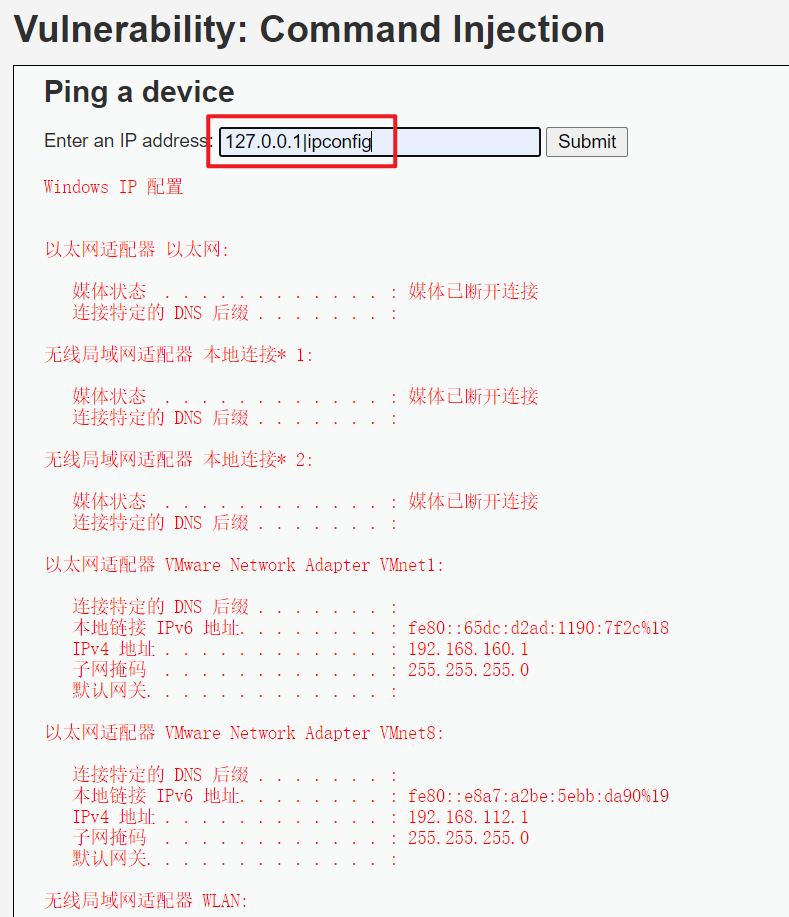 Vulnerability: Command Injection
Ping a device
Enter an IP address: 127.0.0.1|ipconfig Submit
Windows IP 配置
以太网适配器 以太网:
媒体状态 . . . . . . . . . . . . : 媒体已断开连接
连接特定的 DNS 后缀 . . . . . . . :
无线局域网适配器 本地连接* 1:
媒体状态 . . . . . . . . . . . . : 媒体已断开连接
连接特定的 DNS 后缀 . . . . . . . :
无线局域网适配器 本地连接* 2:
媒体状态 . . . . . . . . . . . . : 媒体已断开连接
连接特定的 DNS 后缀 . . . . . . . :
以太网适配器 VMware Network Adapter VMnet1:
连接特定的 DNS 后缀 . . . . . . . :
本地链接 IPv6 地址. . . . . . . . : fe80::65dc:d2ad:1190:7f2c%18
IPv4 地址 . . . . . . . . . . . . : 192.168.160.1
子网掩码 . . . . . . . . . . . . : 255.255.255.0
默认网关. . . . . . . . . . . . . :
以太网适配器 VMware Network Adapter VMnet8:
连接特定的 DNS 后缀 . . . . . . . :
本地链接 IPv6 地址. . . . . . . . : fe80::e8a7:a2be:5ebb:da90%19
IPv4 地址 . . . . . . . . . . . . : 192.168.112.1
子网掩码 . . . . . . . . . . . . : 255.255.255.0
默认网关. . . . . . . . . . . . . :
无线局域网适配器 WLAN: